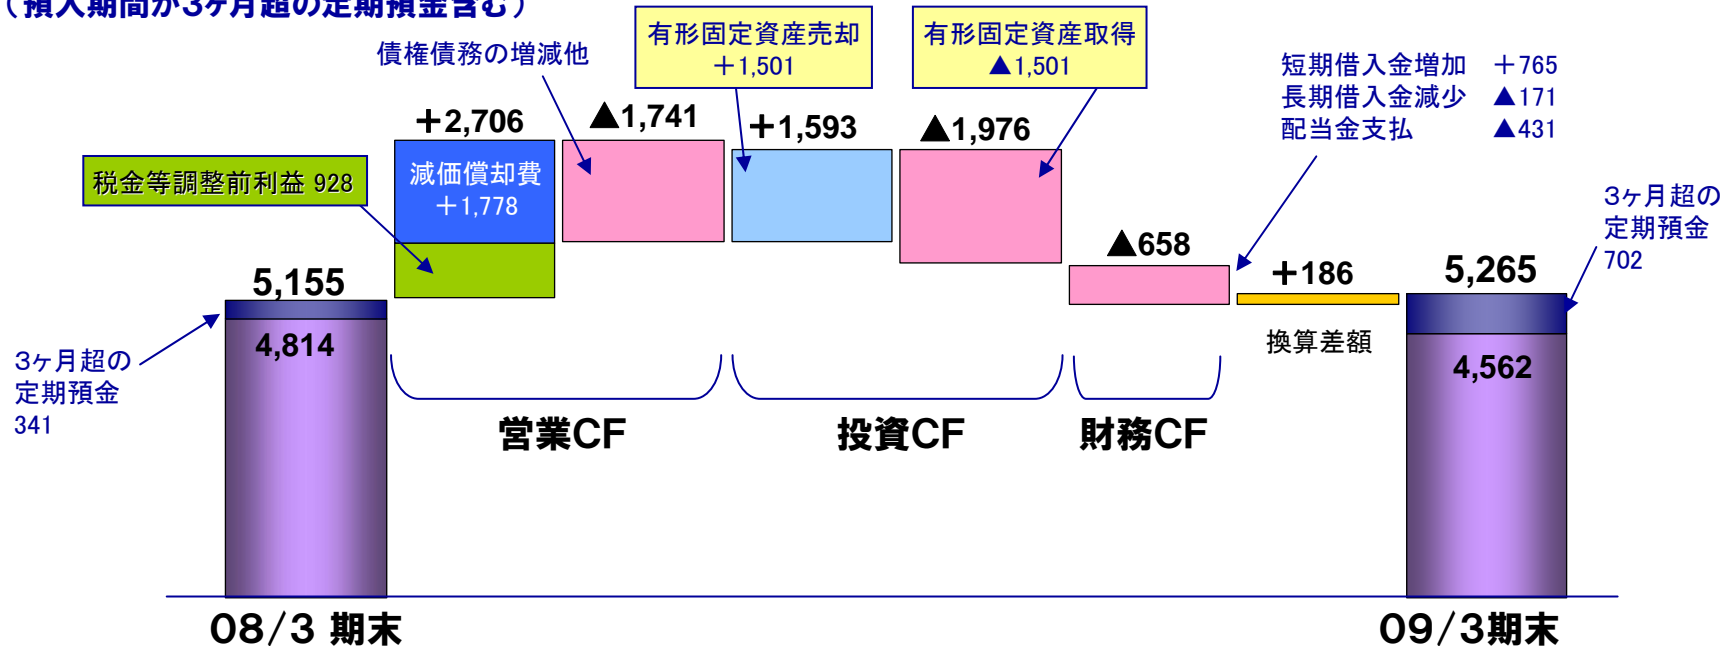 （預入期間が３ヶ月超の定期預金含む）
債権債務の増減他
有形固定資産売却
＋1,501
有形固定資産取得
▲1,501
短期借入金増加 ＋765
長期借入金減少 ▲171
配当金支払 ▲431
＋2,706
▲1,741
＋1,593
▲1,976
税金等調整前利益 928
減価償却費
＋1,778
３ヶ月超の
定期預金
702
▲658
＋186
5,155
5,265
4,814
換算差額
4,562
３ヶ月超の
定期預金
341
営業CF
投資CF
財務CF
08/3 期末
09/3期末